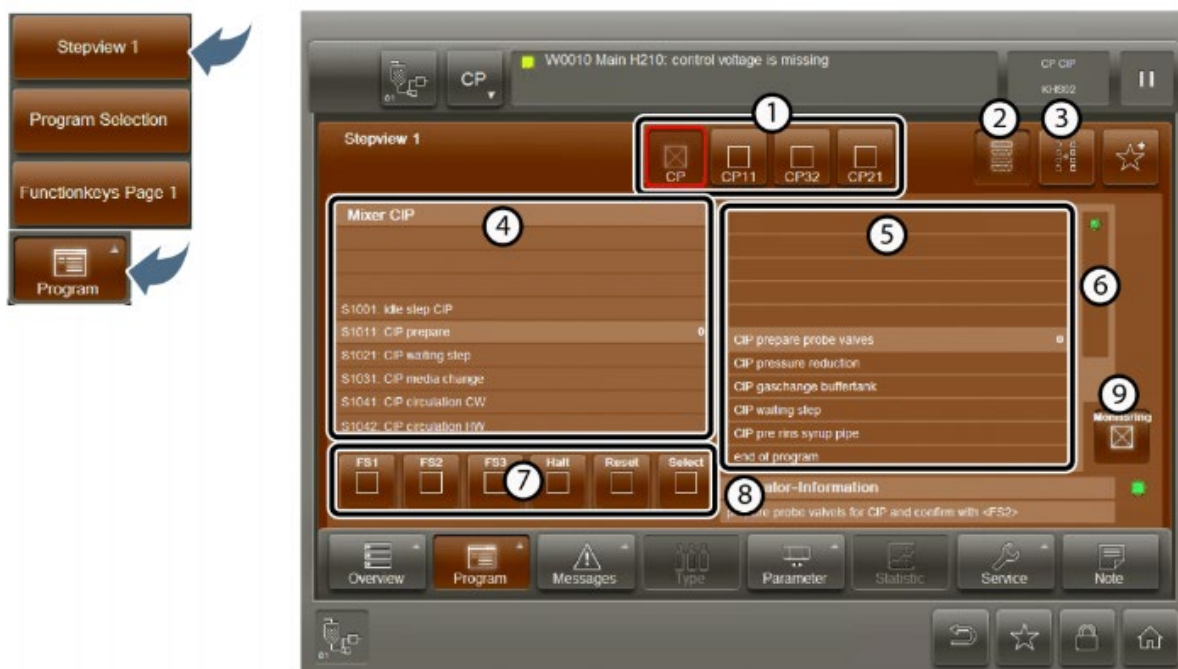 Stepview 1
Program Selection
Functionkeys Page 1
Program
01
CP
W0010 Main H210: control voltage is missing
CP CIP
KHS02
Stepview 1
1
2
3
CP
CP11
CP32
CP21
Mixer CIP
4
5
6
S1001: Idle step CIP
S1011: CIP prepare 0
S1021: CIP waiting step
S1031: CIP media change
S1041: CIP circulation CW
S1042: CIP circulation HW
CIP prepare probe valves 0
CIP pressure reduction
CIP gaschange buffertank
CIP waiting step
CIP pre rins syrup pipe
end of program
9
Monitoring
FS1
FS2
FS3
Halt
Reset
Select
7
8
ator-Information
probe valvels for CIP and confirm with <FS2>
Overview
Program
Messages
Type
Parameter
Statistic
Service
Note
01